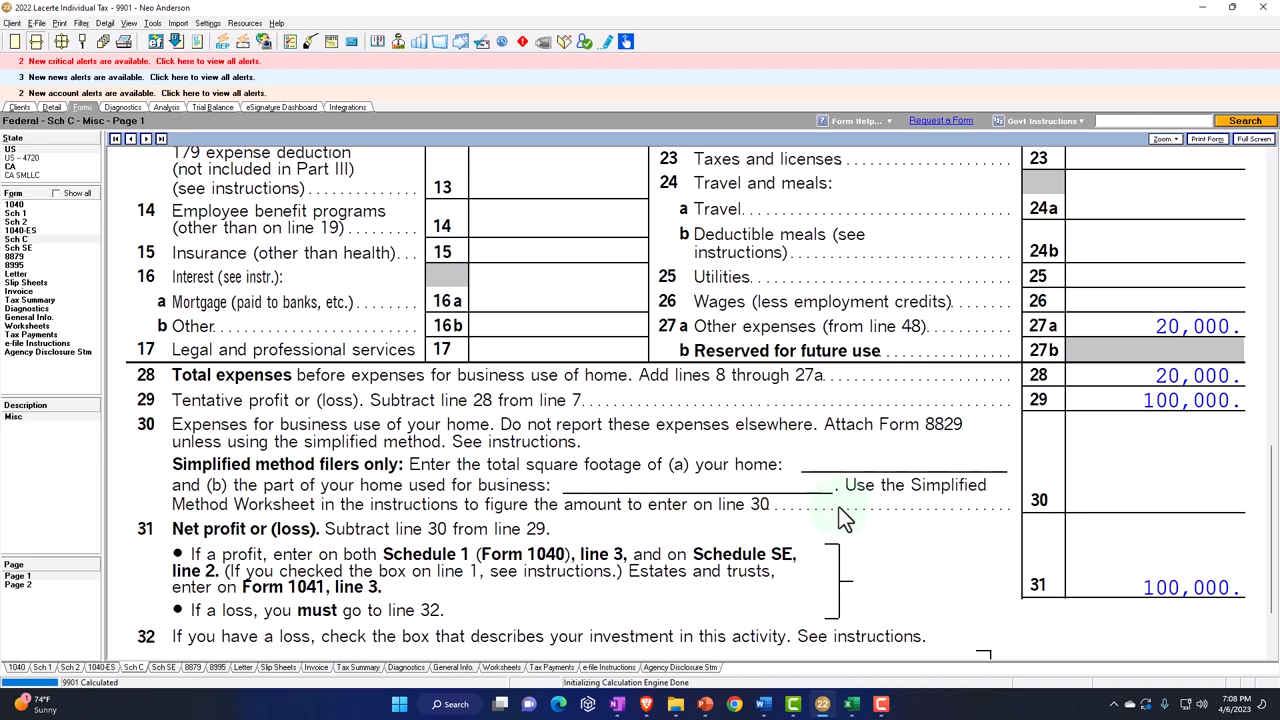 2022 Lacerte Individual Tax - 9901 - Neo Anderson
Client E-File Print Filter Detail View Tools Import Settings Resources Help
REP
2 New critical alerts are available. Click here to view all alerts.
3 New news alerts are available. Click here to view all alerts.
2 New account alerts are available. Click here to view all alerts.
Clients Detail Forms Diagnostics Analysis Trial Balance eSignature Dashboard Integrations
Federal - Sch C - Misc - Page 1
Form Help... Request a Form Govt Instructions Search
Zoom Print Form Full Screen
State
US
US - 4720
CA
CA SMLLC
Form Show all
1040
Sch 1
Sch 2
1040-ES
Sch C
Sch SE
8879
8995
Letter
Slip Sheets
Invoice
Tax Summary
Diagnostics
General Info.
Worksheets
Tax Payments
e-file Instructions
Agency Disclosure Stm
Description
Misc
Page
Page 1
Page 2
179 expense deduction
(not included in Part III)
(see instructions) 13
14 Employee benefit programs
(other than on line 19) 14
15 Insurance (other than health) 15
16 Interest (see instr.):
a Mortgage (paid to banks, etc.) 16a
b Other 16b
17 Legal and professional services 17
23 Taxes and licenses 23
24 Travel and meals:
a Travel 24a
b Deductible meals (see
instructions) 24b
25 Utilities 25
26 Wages (less employment credits) 26
27a Other expenses (from line 48) 27a 20,000.
b Reserved for future use 27b
28 Total expenses before expenses for business use of home. Add lines 8 through 27a 28 20,000.
29 Tentative profit or (loss). Subtract line 28 from line 7 29 100,000.
30 Expenses for business use of your home. Do not report these expenses elsewhere. Attach Form 8829
unless using the simplified method. See instructions.
Simplified method filers only: Enter the total square footage of (a) your home:
and (b) the part of your home used for business: . Use the Simplified
Method Worksheet in the instructions to figure the amount to enter on line 30 30
31 Net profit or (loss). Subtract line 30 from line 29.
• If a profit, enter on both Schedule 1 (Form 1040), line 3, and on Schedule SE,
line 2. (If you checked the box on line 1, see instructions.) Estates and trusts,
enter on Form 1041, line 3. 31 100,000.
• If a loss, you must go to line 32.
32 If you have a loss, check the box that describes your investment in this activity. See instructions.
1040 Sch 1 Sch 2 1040-ES Sch C Sch SE 8879 8995 Letter Slip Sheets Invoice Tax Summary Diagnostics General Info. Worksheets Tax Payments e-file Instructions Agency Disclosure Stm
9901 Calculated Initializing Calculation Engine Done
74°F
Sunny
Search
7:08 PM
4/6/2023